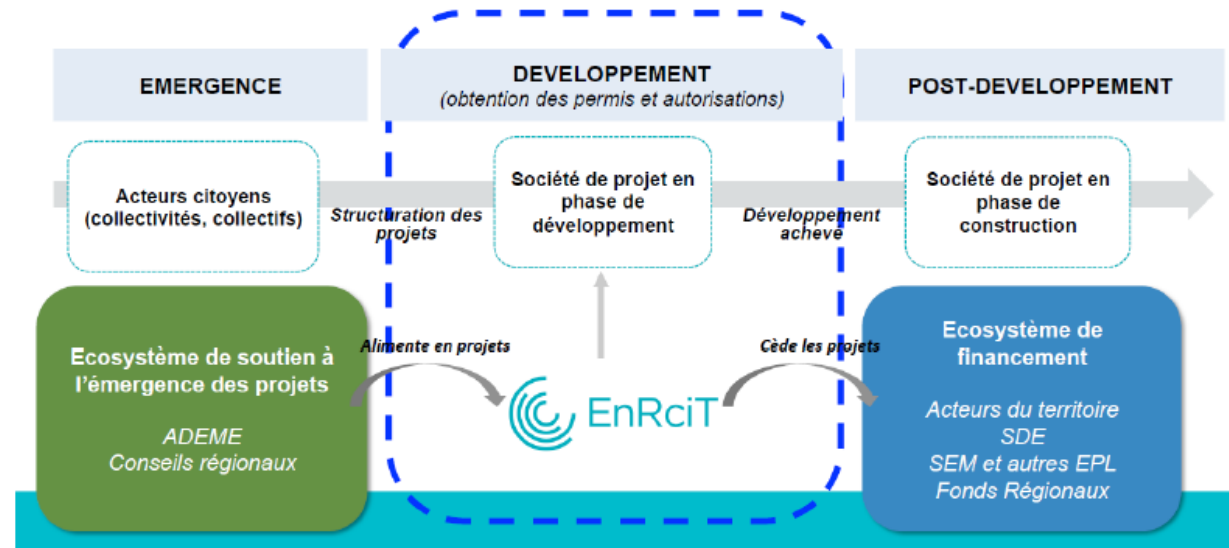 EMERGENCE
DEVELOPPEMENT
(obtention des permis et autorisations)
POST-DEVELOPPEMENT
Acteurs citoyens
(collectivités, collectifs)
Structuration des
projets
Société de projet en
phase de
développement
Développement
achevé
Société de projet en
phase de
construction
Ecosystème de soutien à
l'émergence des projets
ADEME
Conseils régionaux
Alimente en projets
EnRciT
Cède les projets
Ecosystème de
financement
Acteurs du territoire
SDE
SEM et autres EPL
Fonds Régionaux